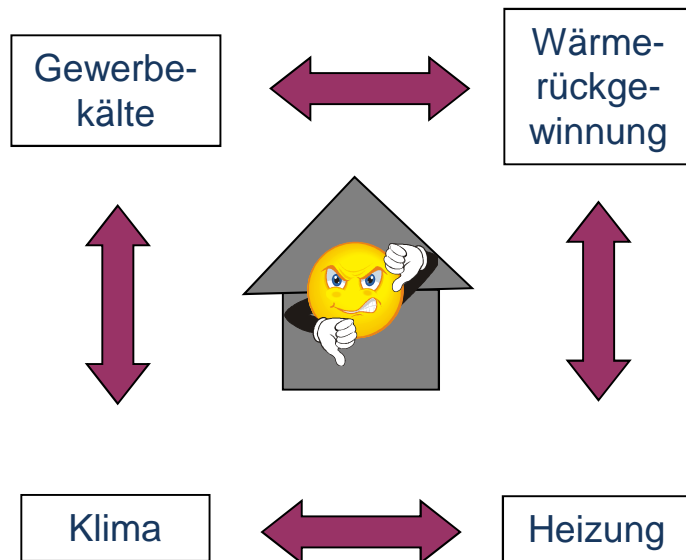 Gewerbe-
kälte
Wärme-
rückge-
winnung
Klima
Heizung